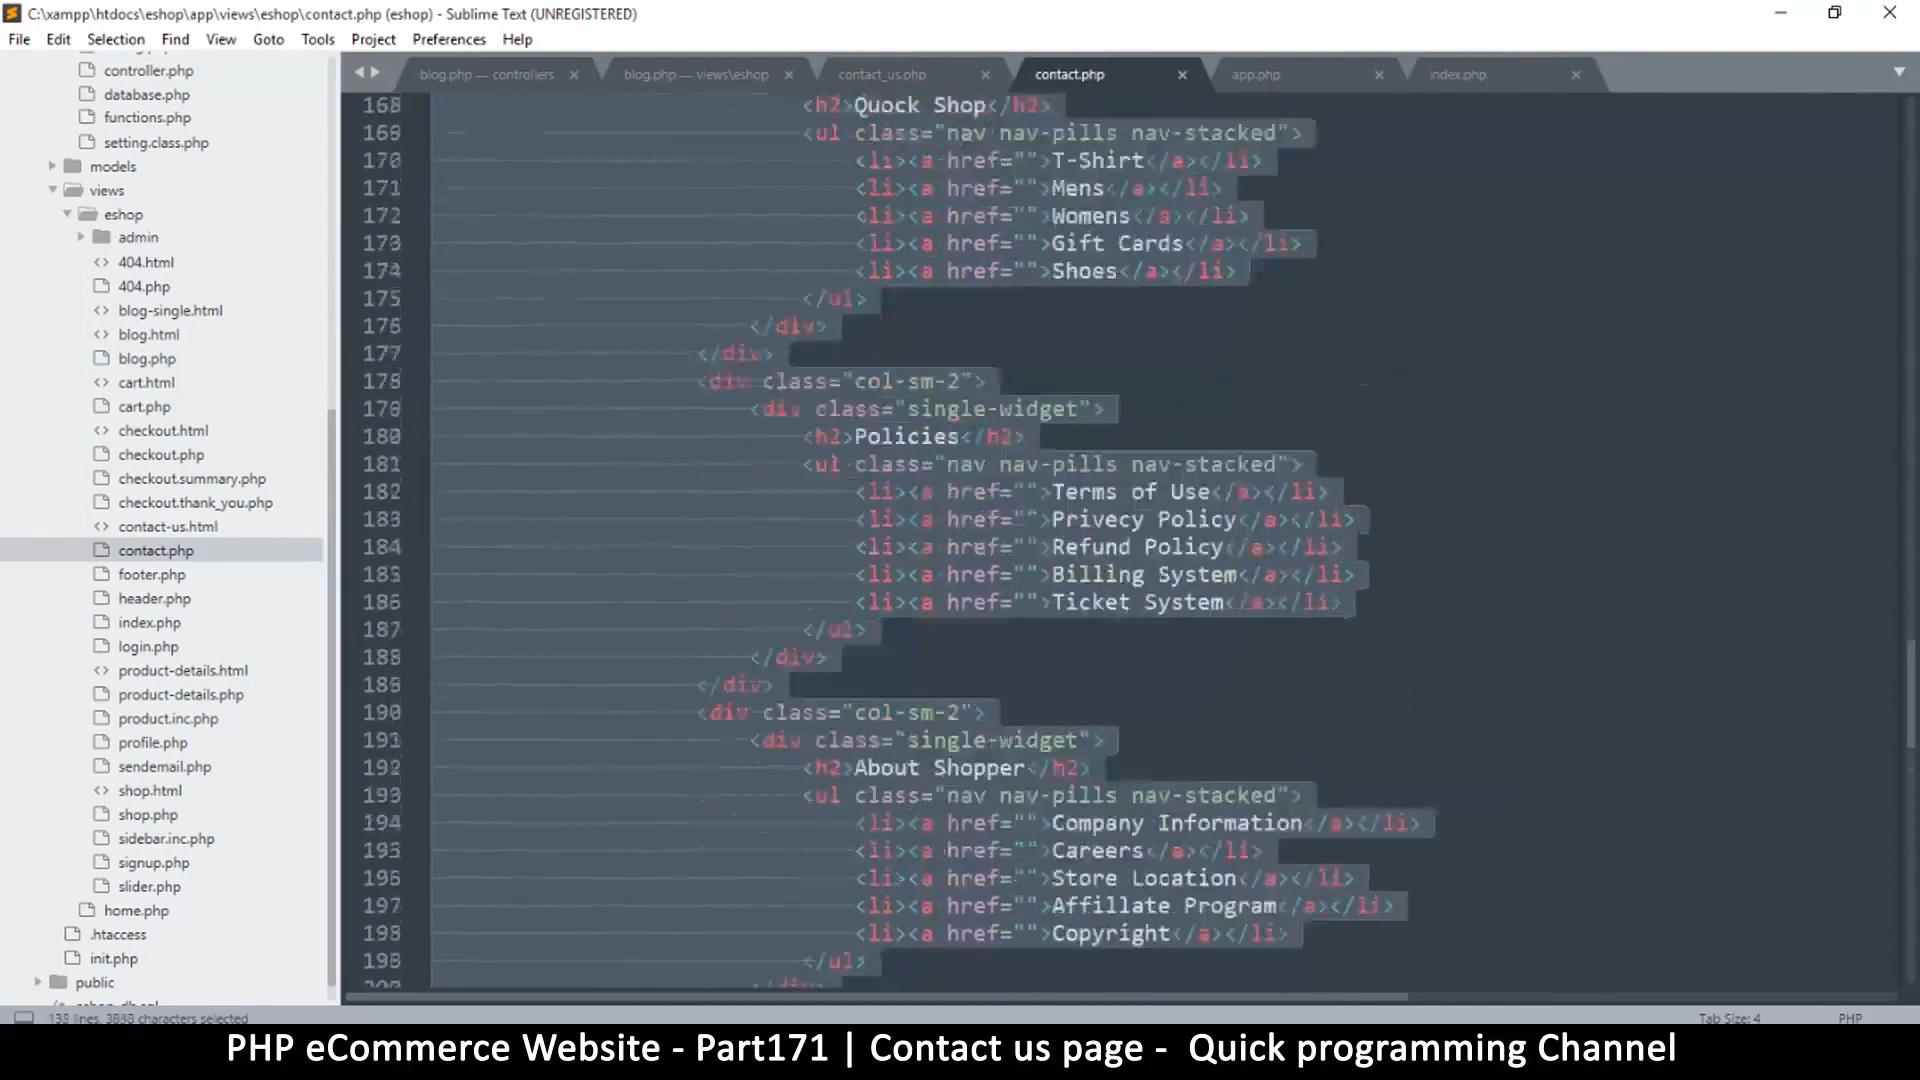 C:\xampp\htdocs\eshop\app\views\eshop\contact.php (eshop) - Sublime Text (UNREGISTERED)
File Edit Selection Find View Goto Tools Project Preferences Help
controller.php
database.php
functions.php
setting.class.php
models
views
eshop
admin
404.html
404.php
blog-single.html
blog.html
blog.php
cart.html
cart.php
checkout.html
checkout.php
checkout.summary.php
checkout.thank_you.php
contact-us.html
contact.php
footer.php
header.php
index.php
login.php
product-details.html
product-details.php
product.inc.php
profile.php
sendemail.php
shop.html
shop.php
sidebar.inc.php
signup.php
slider.php
home.php
.htaccess
init.php
public
blog.php — controllers blog.php — views\eshop contact_us.php contact.php app.php index.php
168 <h2>Quock Shop</h2>
169 <ul class="nav nav-pills nav-stacked">
170 <li><a href="">T-Shirt</a></li>
171 <li><a href="">Mens</a></li>
172 <li><a href="">Womens</a></li>
173 <li><a href="">Gift Cards</a></li>
174 <li><a href="">Shoes</a></li>
175 </ul>
176 </div>
177 </div>
178 <div class="col-sm-2">
179 <div class="single-widget">
180 <h2>Policies</h2>
181 <ul class="nav nav-pills nav-stacked">
182 <li><a href="">Terms of Use</a></li>
183 <li><a href="">Privecy Policy</a></li>
184 <li><a href="">Refund Policy</a></li>
185 <li><a href="">Billing System</a></li>
186 <li><a href="">Ticket System</a></li>
187 </ul>
188 </div>
189 </div>
190 <div class="col-sm-2">
191 <div class="single-widget">
192 <h2>About Shopper</h2>
193 <ul class="nav nav-pills nav-stacked">
194 <li><a href="">Company Information</a></li>
195 <li><a href="">Careers</a></li>
196 <li><a href="">Store Location</a></li>
197 <li><a href="">Affillate Program</a></li>
198 <li><a href="">Copyright</a></li>
199 </ul>
lines, characters selected
Tab Size: 4 PHP
PHP eCommerce Website - Part171 | Contact us page - Quick programming Channel